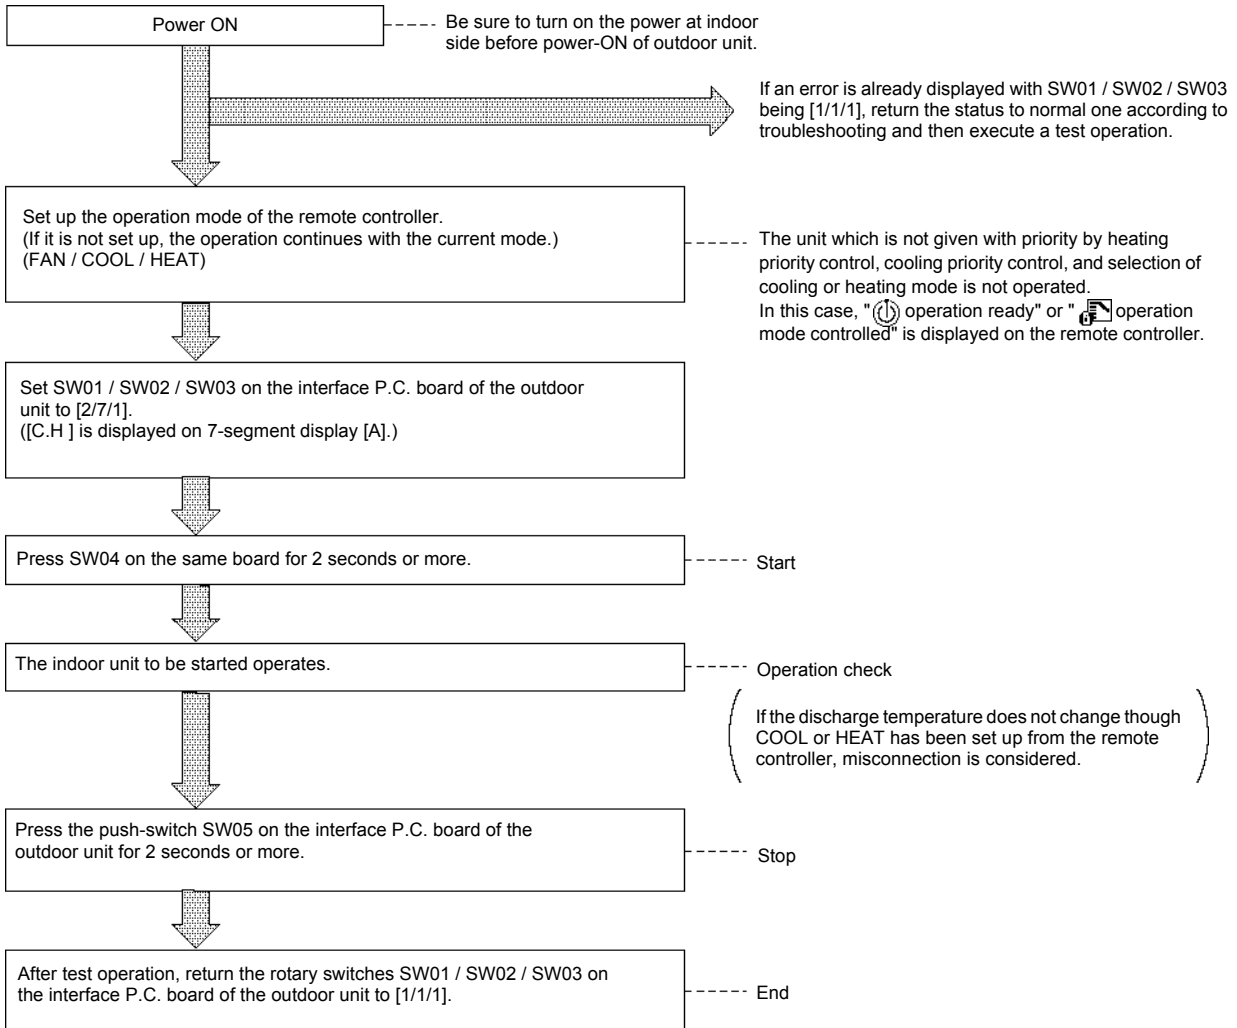 Power ON
Be sure to turn on the power at indoor
side before power-ON of outdoor unit.
If an error is already displayed with SW01 / SW02 / SW03
being [1/1/1], return the status to normal one according to
troubleshooting and then execute a test operation.
Set up the operation mode of the remote controller.
(If it is not set up, the operation continues with the current mode.)
(FAN / COOL / HEAT)
The unit which is not given with priority by heating
priority control, cooling priority control, and selection of
cooling or heating mode is not operated.
In this case, " operation ready" or " operation
mode controlled" is displayed on the remote controller.
Set SW01 / SW02 / SW03 on the interface P.C. board of the outdoor
unit to [2/7/1].
([C.H ] is displayed on 7-segment display [A].)
Press SW04 on the same board for 2 seconds or more.
Start
The indoor unit to be started operates.
Operation check
If the discharge temperature does not change though
COOL or HEAT has been set up from the remote
controller, misconnection is considered.
Press the push-switch SW05 on the interface P.C. board of the
outdoor unit for 2 seconds or more.
Stop
After test operation, return the rotary switches SW01 / SW02 / SW03 on
the interface P.C. board of the outdoor unit to [1/1/1].
End